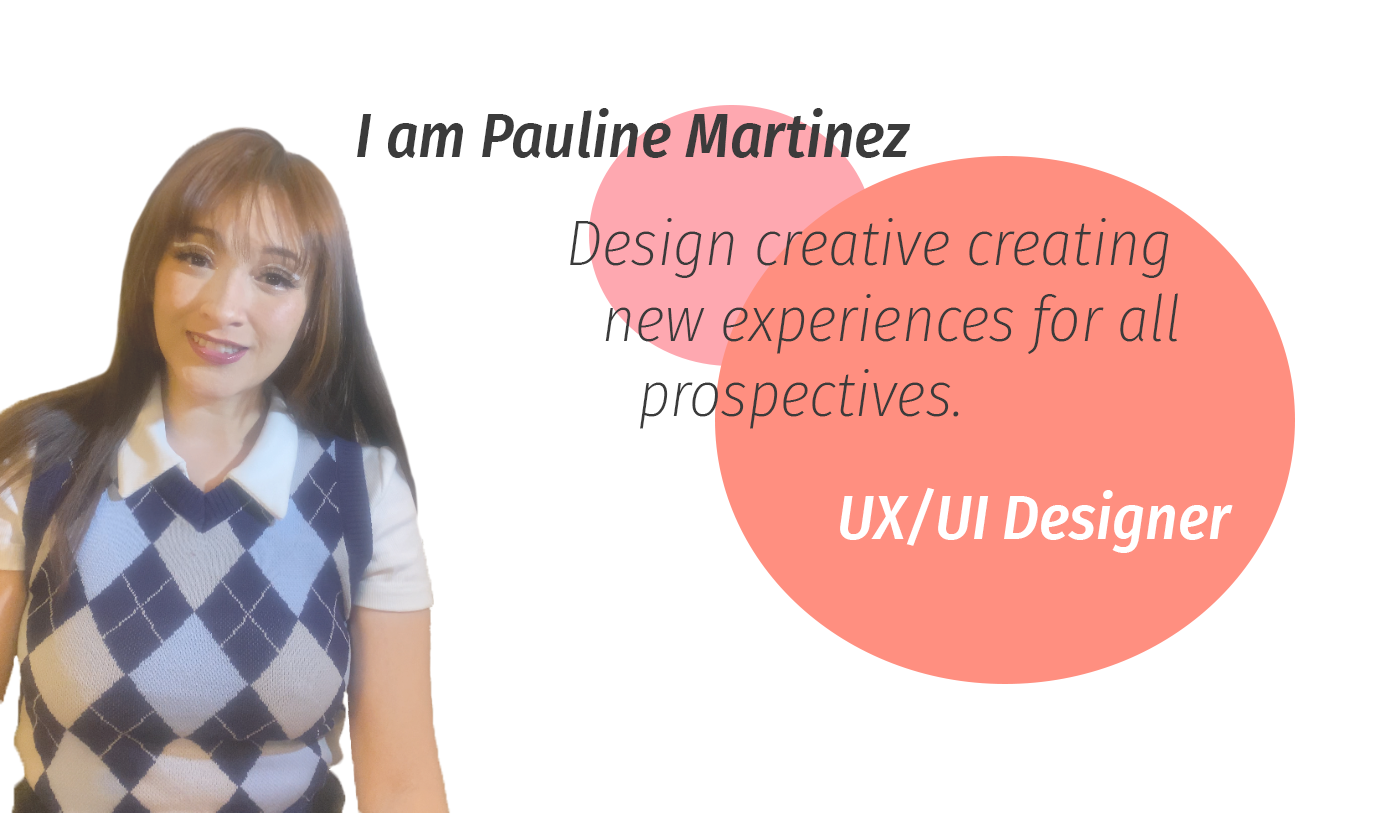 I am Pauline Martinez
Design creative creating
new experiences for all
prospectives.
UX/UI Designer